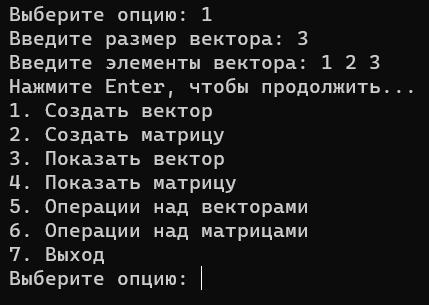 Выберите опцию: 1
Введите размер вектора: 3
Введите элементы вектора: 1 2 3
Нажмите Enter, чтобы продолжить...
1. Создать вектор
2. Создать матрицу
3. Показать вектор
4. Показать матрицу
5. Операции над векторами
6. Операции над матрицами
7. Выход
Выберите опцию: